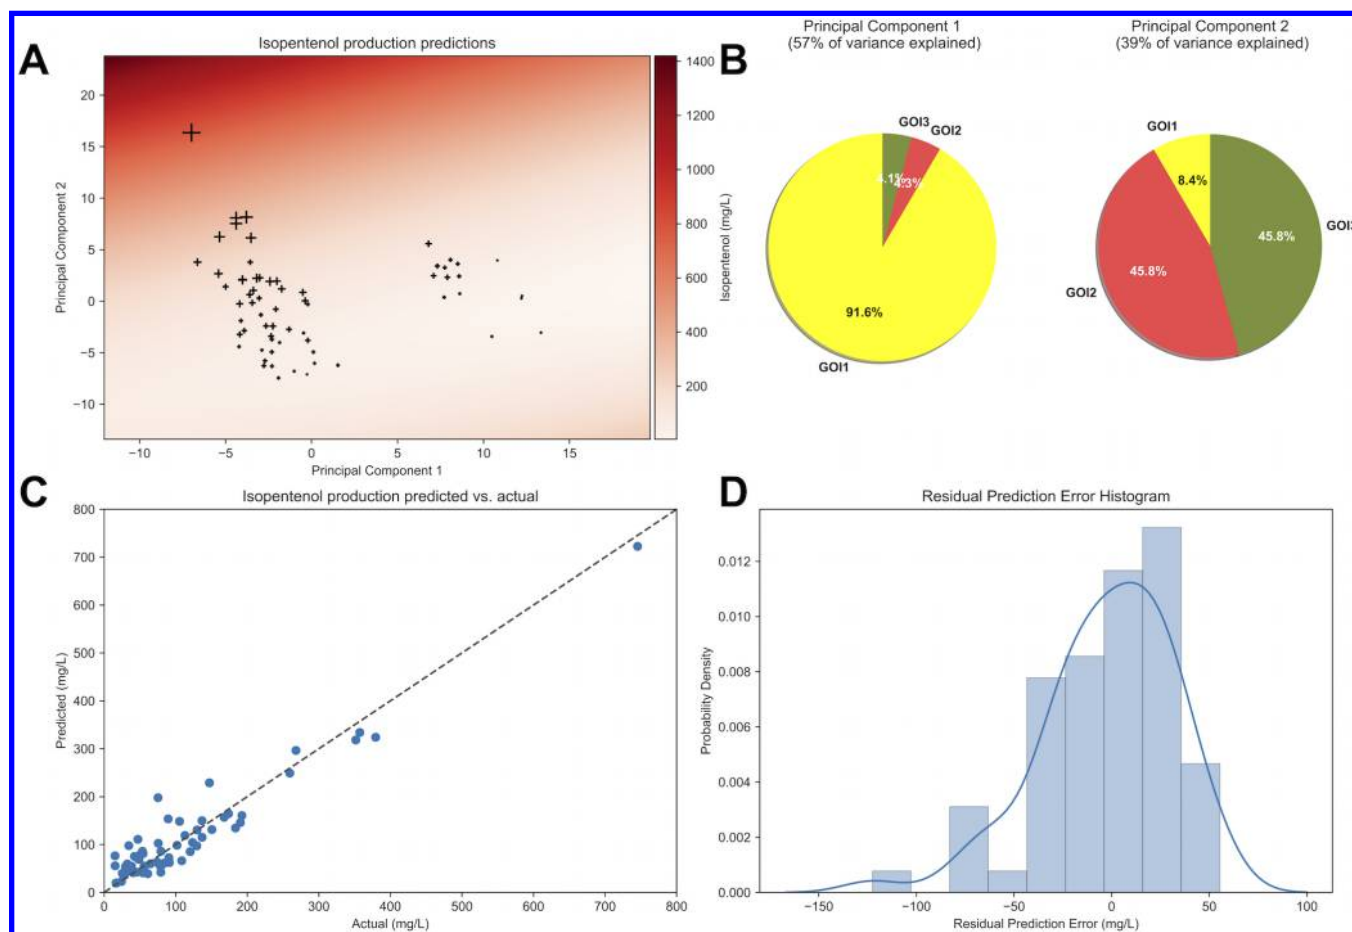 A
Isopentenol production predictions
Principal Component 2
20
15
10
5
0
−5
−10
−10
−5
0
5
10
15
Principal Component 1
1400
1200
1000
800
600
400
200
Isopentenol (mg/L)
B
Principal Component 1
(57% of variance explained)
GOI3
GOI2
4.3%
91.6%
GOI1
Principal Component 2
(39% of variance explained)
GOI1
8.4%
45.8%
45.8%
GOI2
C
Isopentenol production predicted vs. actual
Predicted (mg/L)
800
700
600
500
400
300
200
100
0
0
100
200
300
400
500
600
700
800
Actual (mg/L)
D
Residual Prediction Error Histogram
Probability Density
0.012
0.010
0.008
0.006
0.004
0.002
0.000
−150
−100
−50
0
50
100
Residual Prediction Error (mg/L)